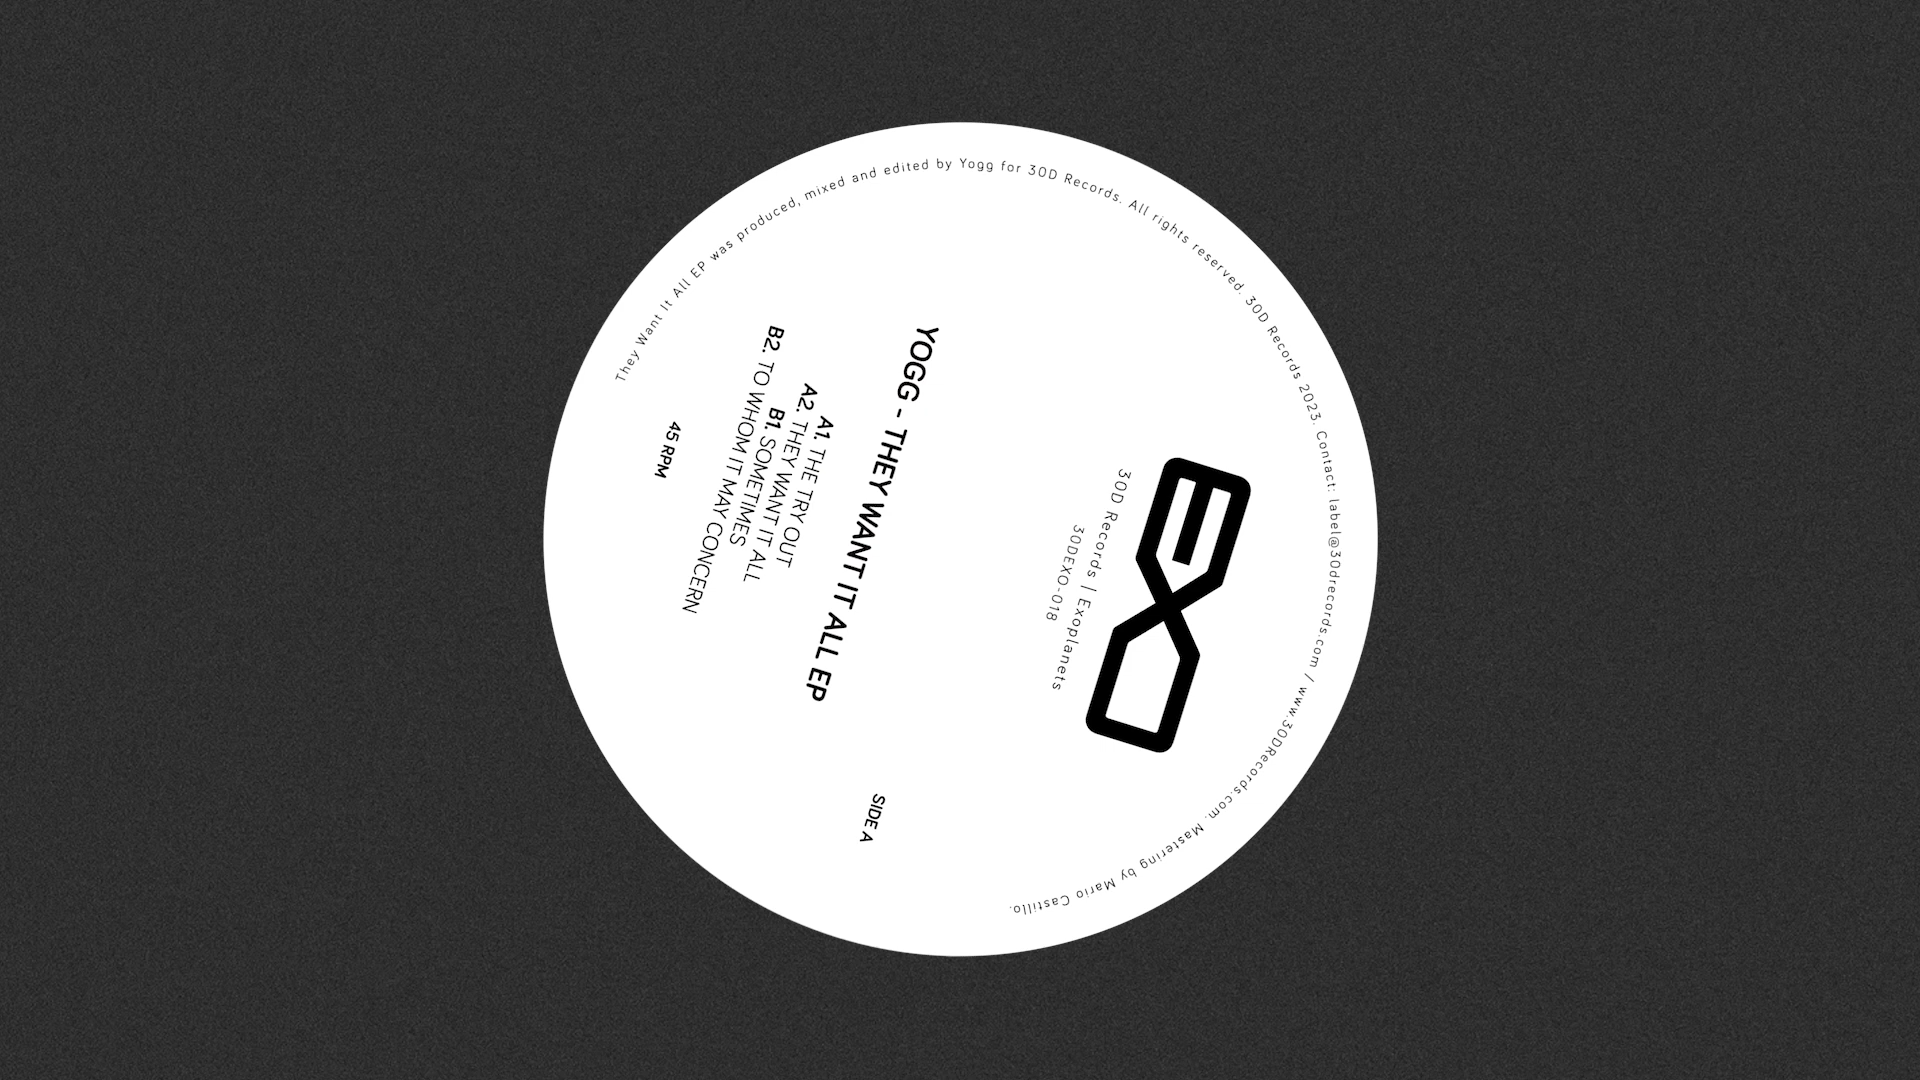 They Want It All EP was produced, mixed and edited by Yogg for 30D Records. All rights reserved. 30D Records 2023. Contact: label@30drecords.com / www.30DRecords.com. Mastering by Mario Castillo.
EXO
30D Records | Exoplanets
30DEXO-018
SIDE A
YOGG - THEY WANT IT ALL EP
A1. THE TRY OUT
A2. THEY WANT IT ALL
B1. SOMETIMES
B2. TO WHOM IT MAY CONCERN
45 RPM